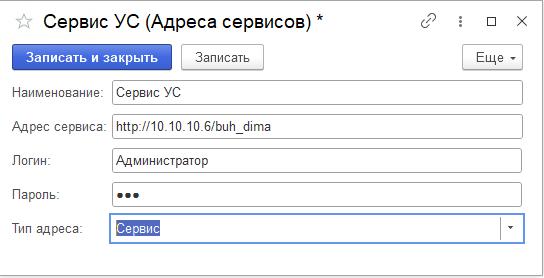 Сервис УС (Адреса сервисов) *
Записать и закрыть Записать Еще
Наименование: Сервис УС
Адрес сервиса: http://10.10.10.6/buh_dima
Логин: Администратор
Пароль: ●●●
Тип адреса: Сервис